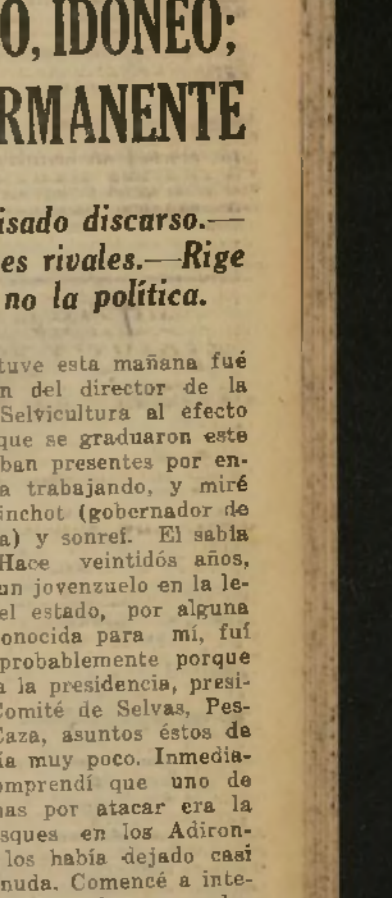 O, IDONEO;
RMANENTE
isado discurso.—
es rivales.—Rige
no la política.
tuve esta mañana fué
n del director de la
Selvicultura al efecto
que se graduaron este
ban presentes por en-
a trabajando, y miré
inchot (gobernador de
a) y sonreí. El sabía
Hace veintidós años,
un jovenzuelo en la le-
el estado, por alguna
onocida para mí, fuí
probablemente porque
a la presidencia, presi-
Comité de Selvas, Pes-
Caza, asuntos éstos de
ía muy poco. Inmedia-
omprendí que uno de
mas por atacar era la
sques en los Adiron-
los había dejado casi
nuda. Comencé a inte-